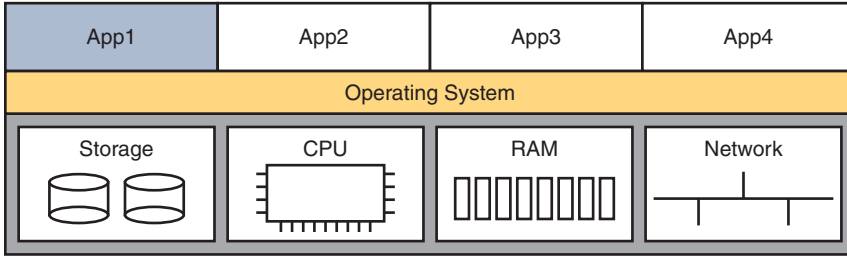 App1 App2 App3 App4
Operating System
Storage CPU RAM Network